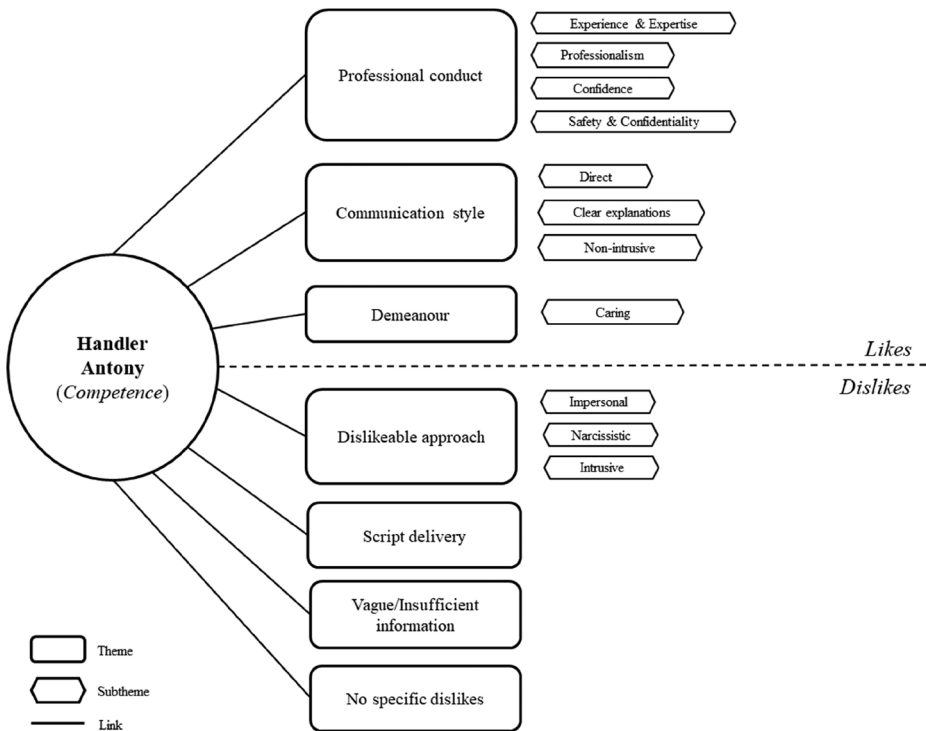 Experience & Expertise
Professional conduct
Professionalism
Confidence
Safety & Confidentiality
Direct
Communication style
Clear explanations
Non-intrusive
Demeanour
Caring
Handler
Antony
(Competence)
Likes
Dislikes
Impersonal
Dislikeable approach
Narcissistic
Intrusive
Script delivery
Vague/Insufficient
information
No specific dislikes
Theme
Subtheme
Link